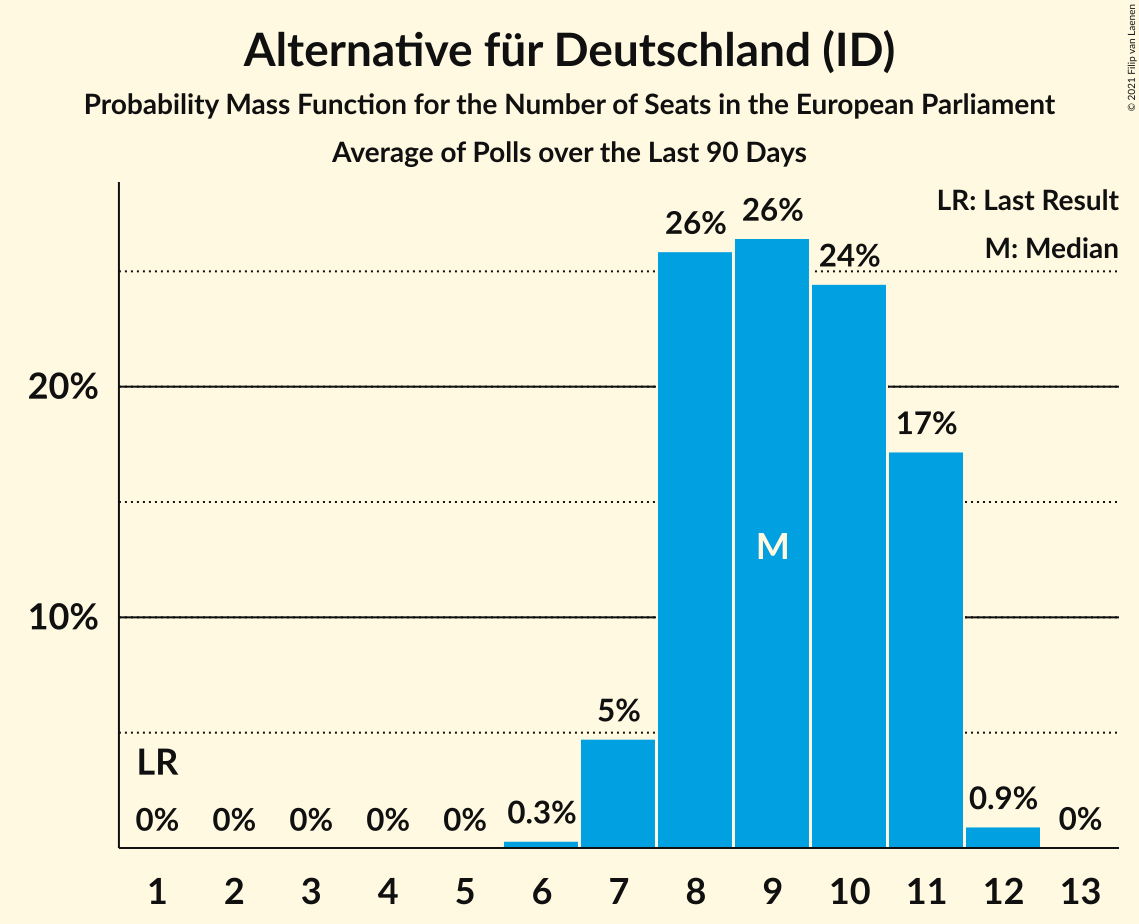 Alternative für Deutschland (ID)
Probability Mass Function for the Number of Seats in the European Parliament
Average of Polls over the Last 90 Days
© 2021 Filip van Laenen
LR: Last Result
M: Median
26%
26%
24%
20%
17%
M
10%
5%
LR
0%
0%
0%
0%
0%
0.3%
0.9%
0%
1 2 3 4 5 6 7 8 9 10 11 12 13